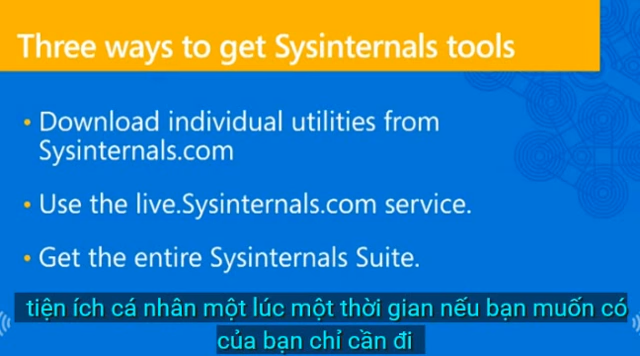 Three ways to get Sysinternals tools
• Download individual utilities from
Sysinternals.com
• Use the live.Sysinternals.com service.
• Get the entire Sysinternals Suite.
tiện ích cá nhân một lúc một thời gian nếu bạn muốn có
của bạn chỉ cần đi